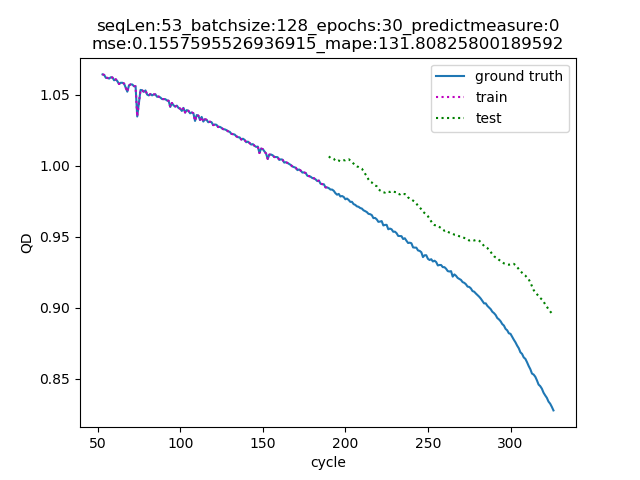 seqLen:53_batchsize:128_epochs:30_predictmeasure:0
mse:0.1557595526936915_mape:131.80825800189592
ground truth
train
test
1.05
1.00
0.95
0.90
0.85
QD
50 100 150 200 250 300
cycle